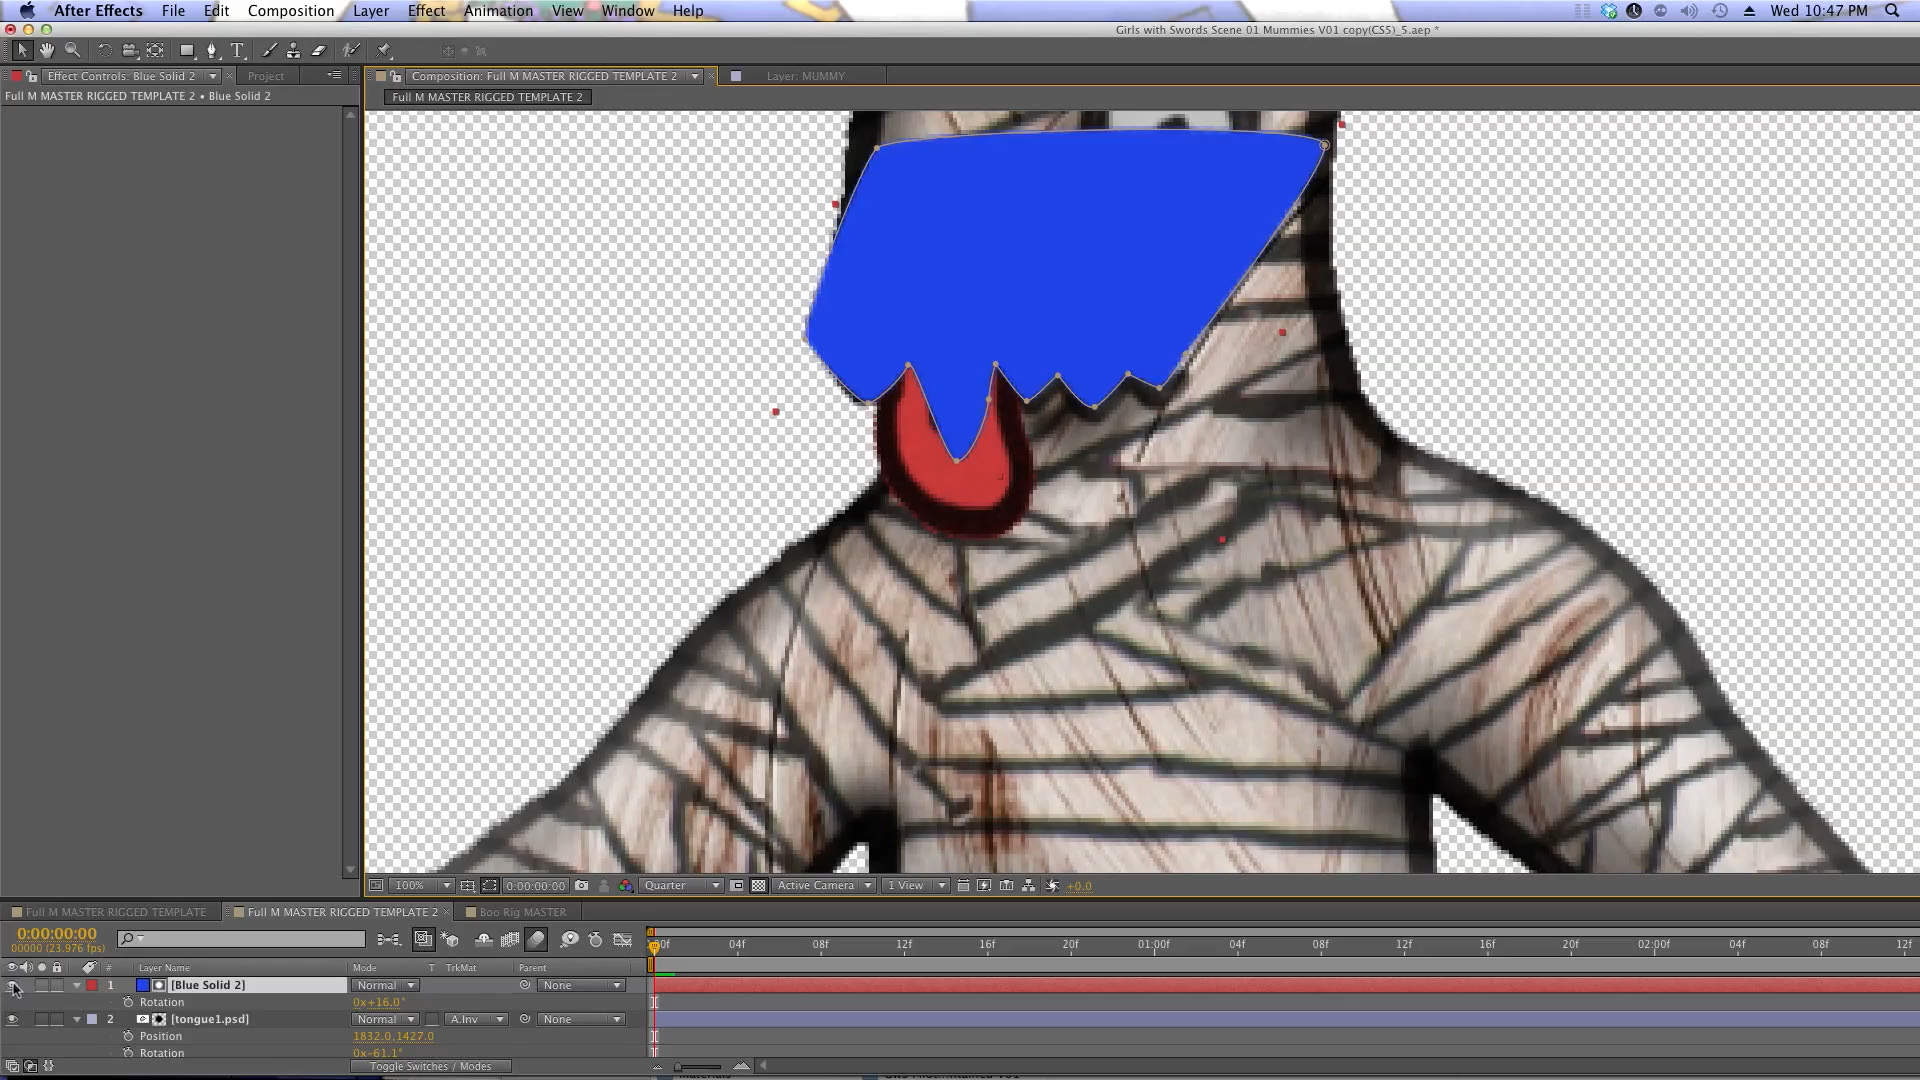 After Effects File Edit Composition Layer Effect Animation View Window Help Wed 10:47 PM
Girls with Swords Scene 01 Mummies V01 copy(CS5)_5.aep *
Effect Controls: Blue Solid 2 Project Composition: Full M MASTER RIGGED TEMPLATE 2 Layer: MUMMY
Full M MASTER RIGGED TEMPLATE 2 • Blue Solid 2 Full M MASTER RIGGED TEMPLATE 2
100% 0:00:00:00 Quarter Active Camera 1 View +0.0
Full M MASTER RIGGED TEMPLATE Full M MASTER RIGGED TEMPLATE 2 Boo Rig MASTER
0:00:00:00
00000 (23.976 fps)
00f 04f 08f 12f 16f 20f 01:00f 04f 08f 12f 16f 20f 02:00f 04f 08f 12f
# Layer Name Mode T TrkMat Parent
1 [Blue Solid 2] Normal None
Rotation 0x+16.0°
2 [tongue1.psd] Normal A.Inv None
Position 1832.0,1427.0
Rotation 0x-61.1°
Toggle Switches / Modes